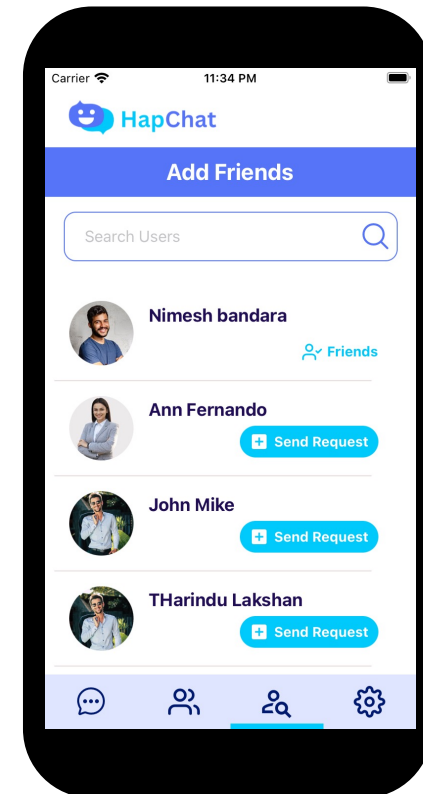 Carrier 11:34 PM
HapChat
Add Friends
Search Users
Nimesh bandara
Friends
Ann Fernando
Send Request
John Mike
Send Request
THarindu Lakshan
Send Request